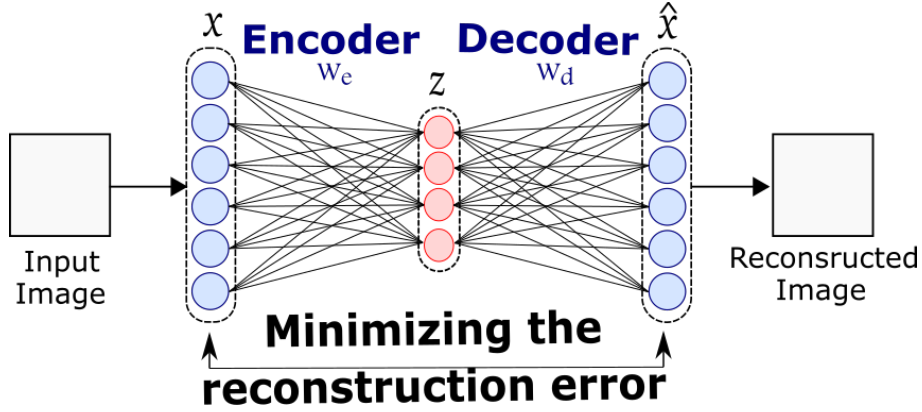 x
Encoder
Decoder
x̂
We
z
Wd
Input
Image
Reconsructed
Image
Minimizing the
reconstruction error